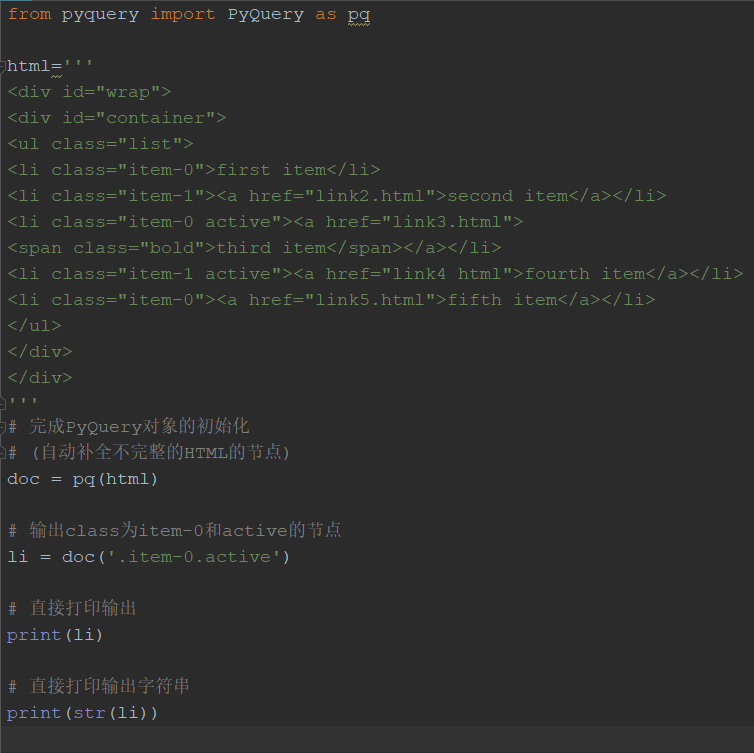 from pyquery import PyQuery as pq
html='''
<div id="wrap">
<div id="container">
<ul class="list">
<li class="item-0">first item</li>
<li class="item-1"><a href="link2.html">second item</a></li>
<li class="item-0 active"><a href="link3.html">
<span class="bold">third item</span></a></li>
<li class="item-1 active"><a href="link4 html">fourth item</a></li>
<li class="item-0"><a href="link5.html">fifth item</a></li>
</ul>
</div>
</div>
'''
# 完成PyQuery对象的初始化
# (自动补全不完整的HTML的节点)
doc = pq(html)
# 输出class为item-0和active的节点
li = doc('.item-0.active')
# 直接打印输出
print(li)
# 直接打印输出字符串
print(str(li))